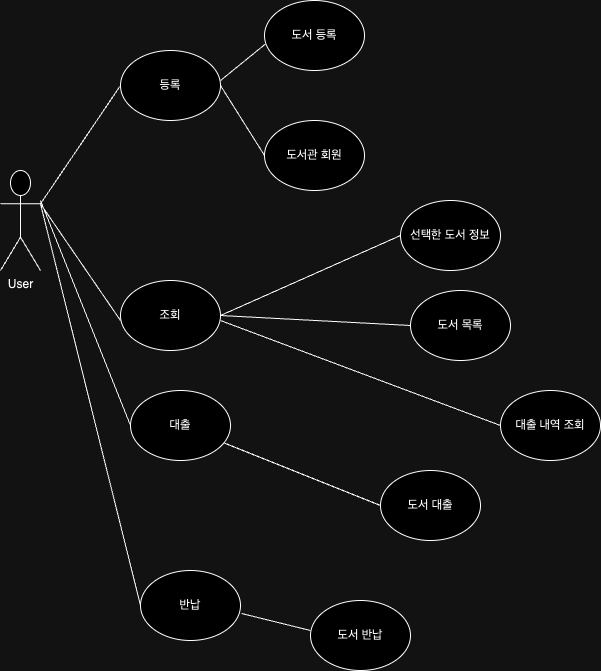 도서 등록
등록
도서관 회원
User
선택한 도서 정보
조회
도서 목록
대출
대출 내역 조회
도서 대출
반납
도서 반납